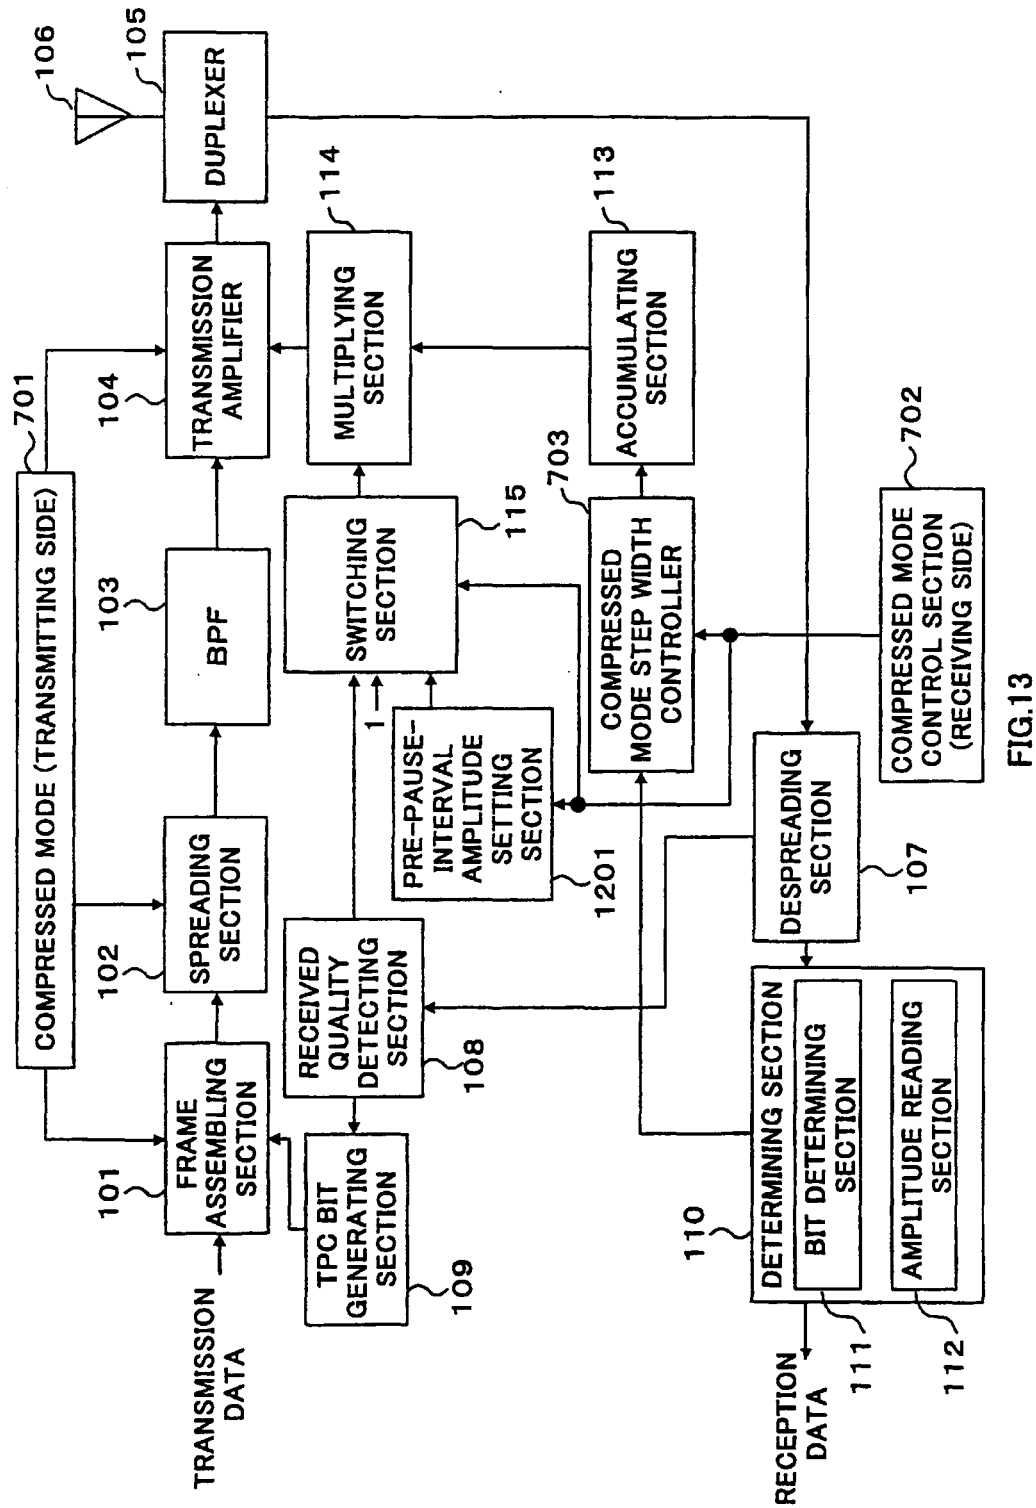 COMPRESSED MODE (TRANSMITTING SIDE)
701
TRANSMISSION
DATA
101
FRAME
ASSEMBLING
SECTION
102
SPREADING
SECTION
103
BPF
104
TRANSMISSION
AMPLIFIER
105
DUPLEXER
106
TPC BIT
GENERATING
SECTION
109
RECEIVED
QUALITY
DETECTING
SECTION
108
1
SWITCHING
SECTION
115
MULTIPLYING
SECTION
114
PRE-PAUSE-
INTERVAL
AMPLITUDE
SETTING
SECTION
1201
COMPRESSED
MODE STEP WIDTH
CONTROLLER
703
ACCUMULATING
SECTION
113
110
DETERMINING SECTION
BIT DETERMINING
SECTION
111
AMPLITUDE READING
SECTION
112
RECEPTION
DATA
DESPREADING
SECTION
107
COMPRESSED MODE
CONTROL SECTION
(RECEIVING SIDE)
702
FIG.13